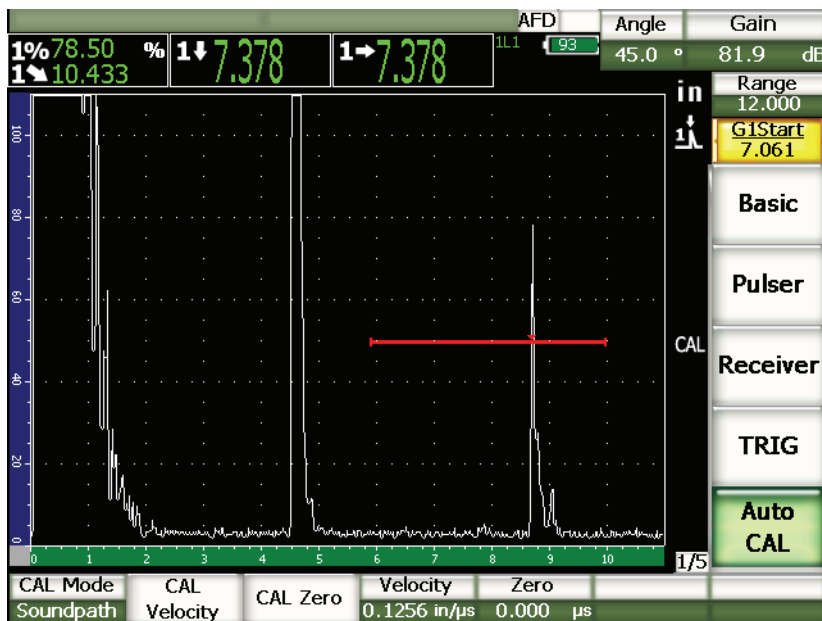 AFD Angle Gain
1% 78.50 % 1 7.378 1 7.378 1L1 93 45.0 ° 81.9 dB
1 10.433
in Range
12.000
100 1 G1Start
7.061
80 Basic
60 Pulser
CAL
40 Receiver
20 TRIG
0 Auto
CAL
0 1 2 3 4 5 6 7 8 9 10 1/5
CAL Mode CAL CAL Zero Velocity Zero
Soundpath Velocity 0.1256 in/µs 0.000 µs